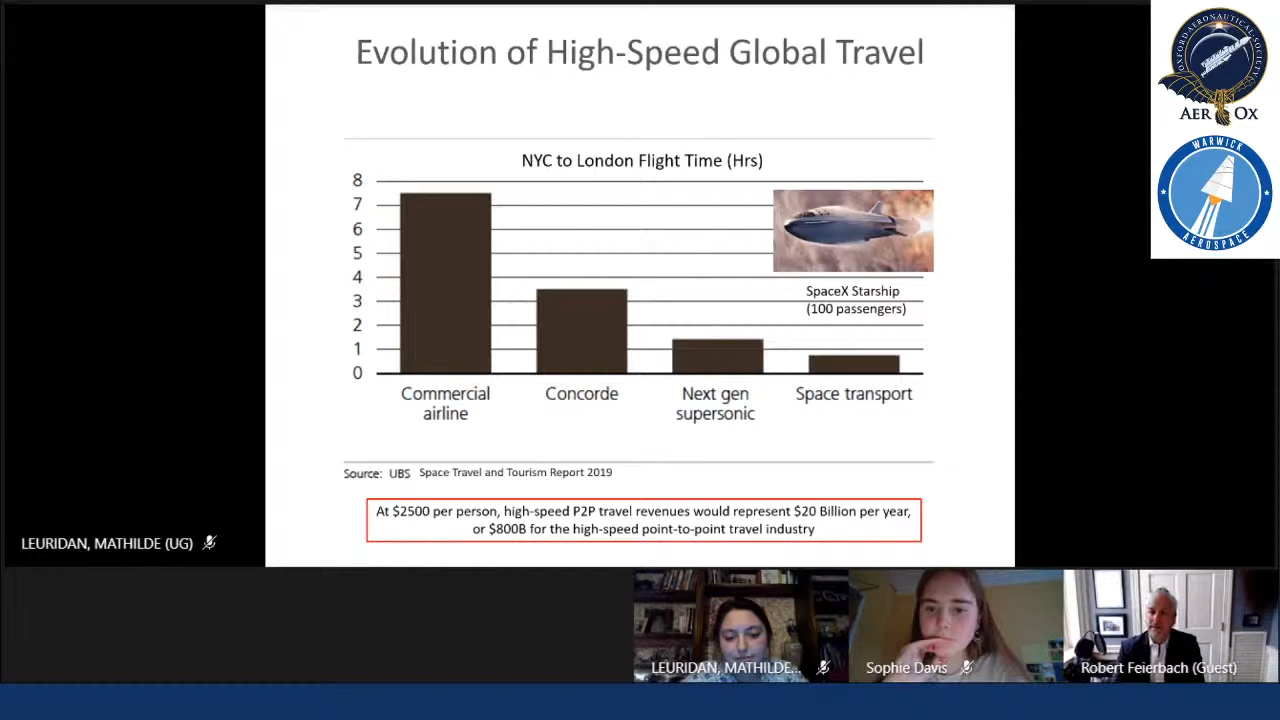 Evolution of High-Speed Global Travel
NYC to London Flight Time (Hrs)
8
7
6
5
4
3
2
1
0
SpaceX Starship
(100 passengers)
Commercial
airline
Concorde
Next gen
supersonic
Space transport
Source: UBS Space Travel and Tourism Report 2019
At $2500 per person, high-speed P2P travel revenues would represent $20 Billion per year,
or $800B for the high-speed point-to-point travel industry
OXFORD AERONAUTICAL SOCIETY
AER OX
WARWICK
AEROSPACE
LEURIDAN, MATHILDE (UG)
LEURIDAN, MATHILDE...
Sophie Davis
Robert Feierbach (Guest)